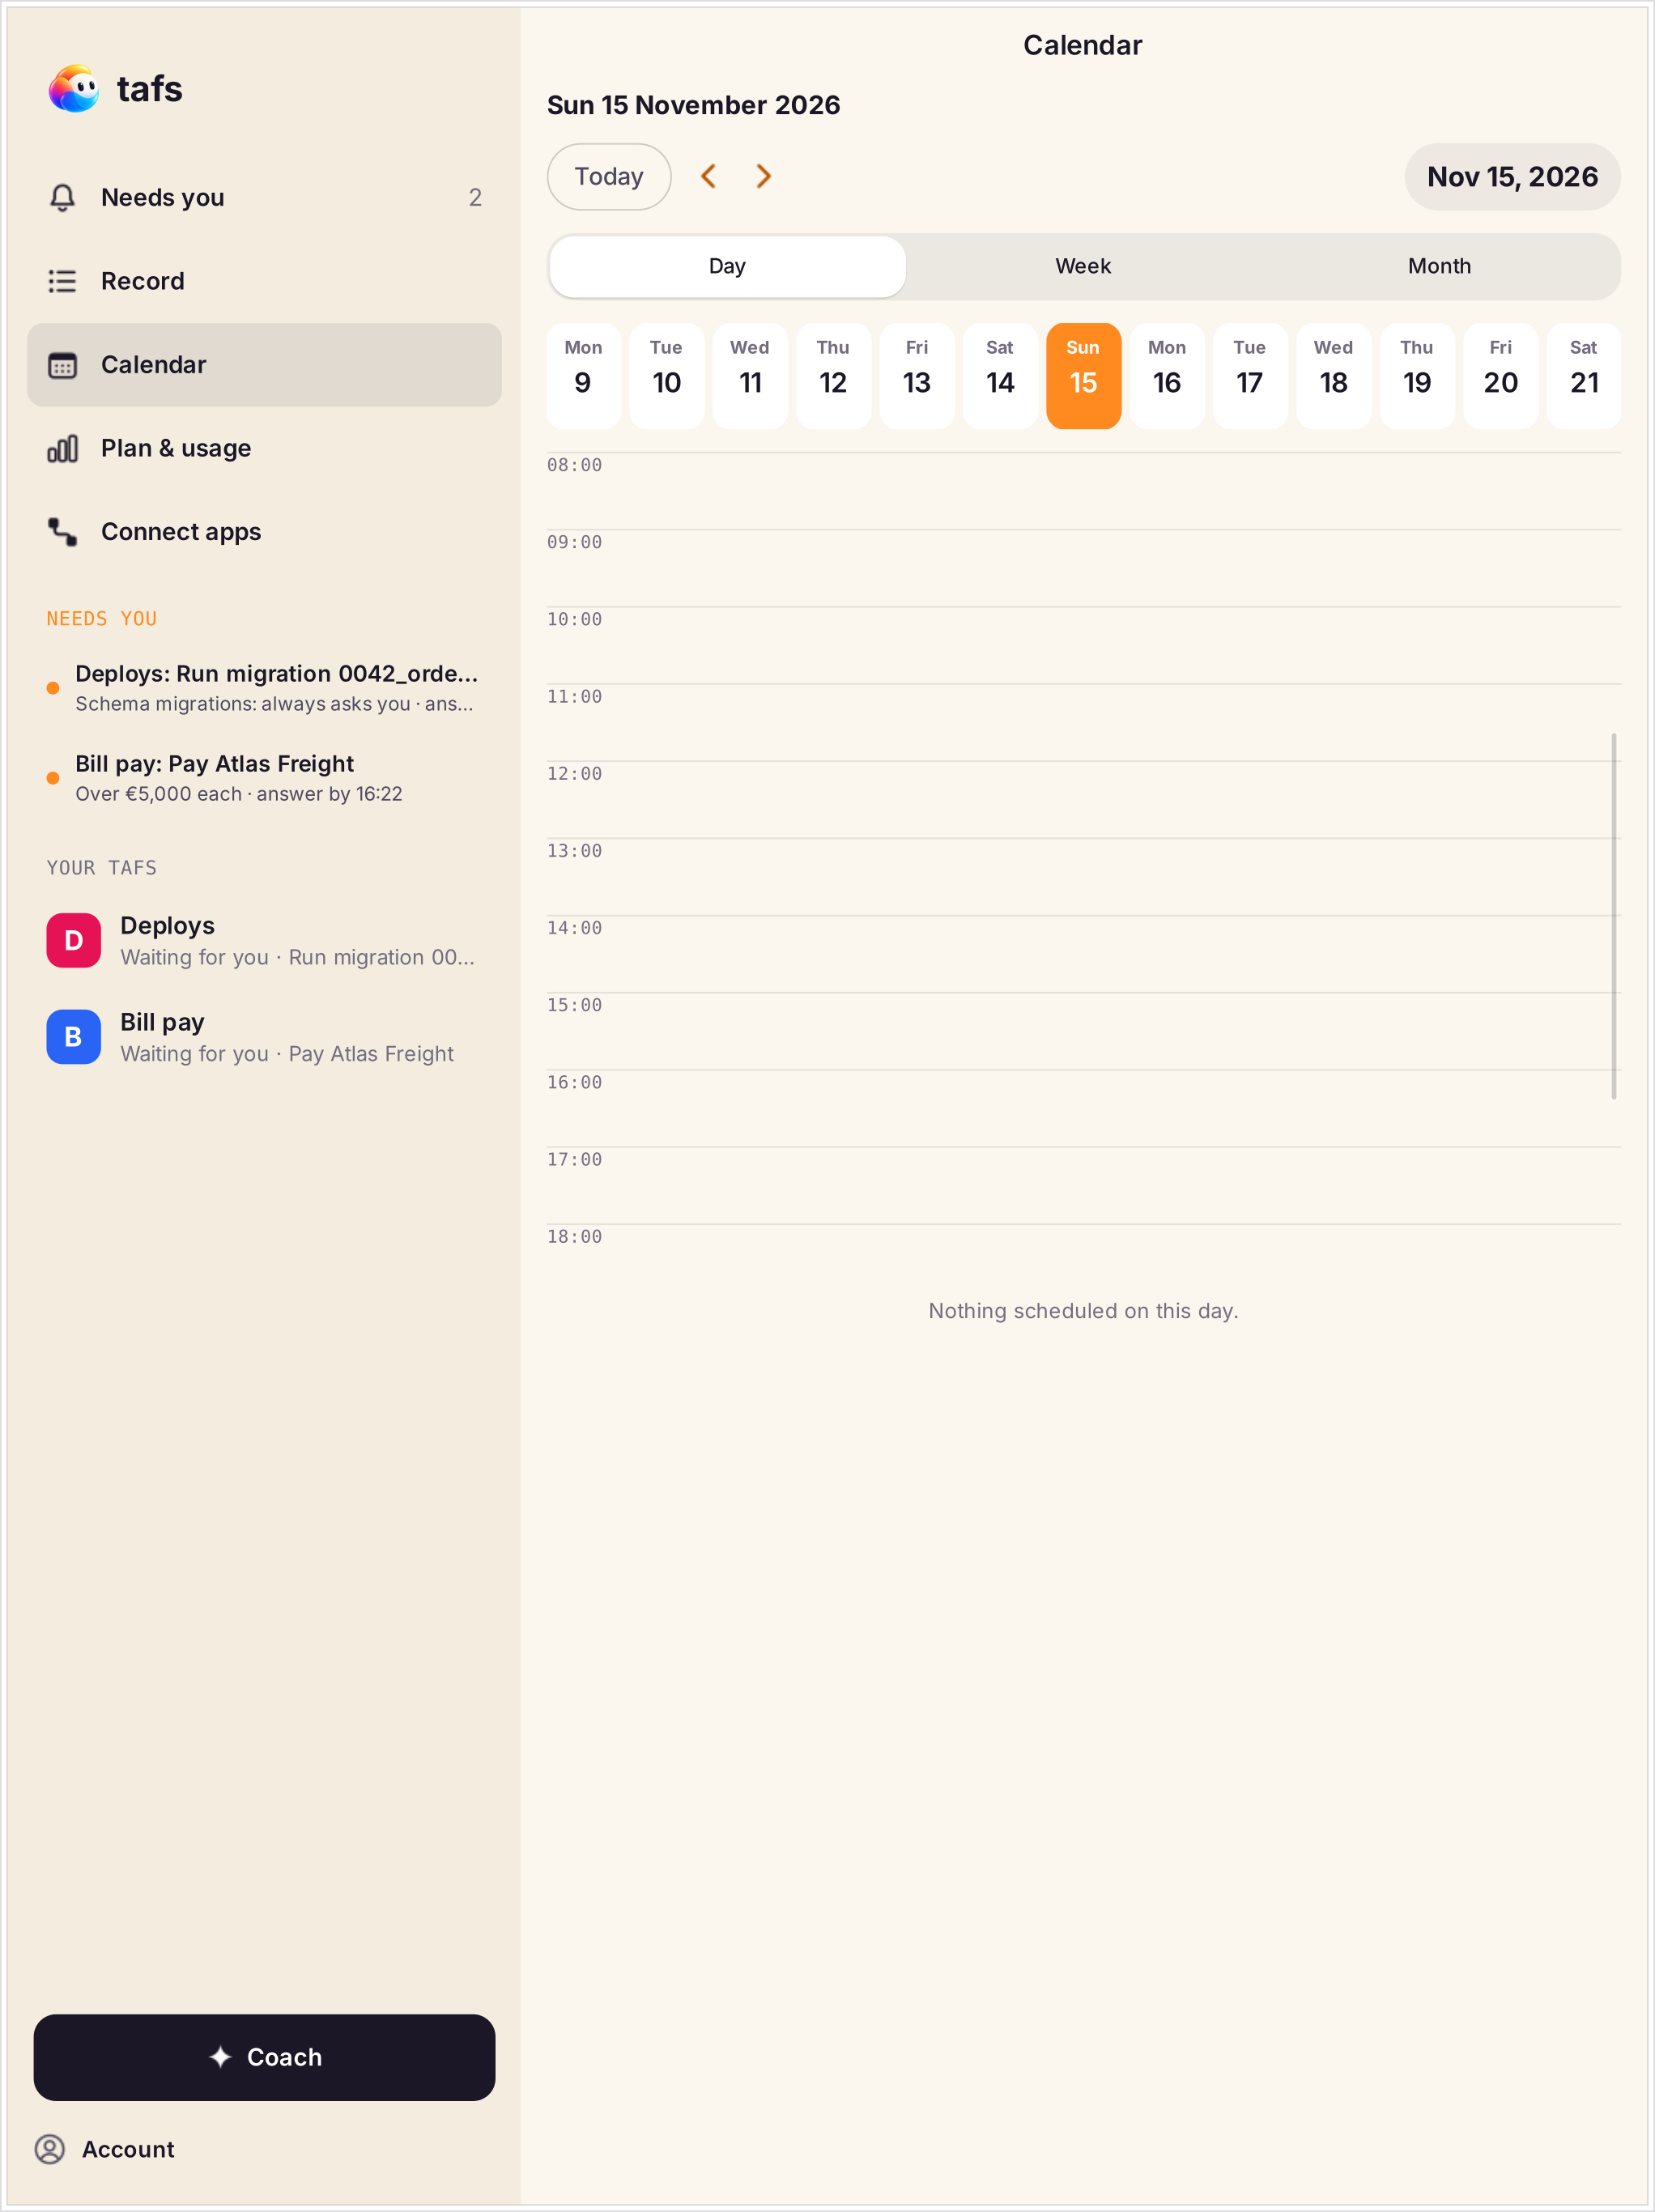 tafs
Needs you 2
Record
Calendar
Plan & usage
Connect apps
NEEDS YOU
Deploys: Run migration 0042_orde...
Schema migrations: always asks you · ans...
Bill pay: Pay Atlas Freight
Over €5,000 each · answer by 16:22
YOUR TAFS
D
Deploys
Waiting for you · Run migration 00...
B
Bill pay
Waiting for you · Pay Atlas Freight
Coach
Account
Calendar
Sun 15 November 2026
Today Nov 15, 2026
Day Week Month
Mon Tue Wed Thu Fri Sat Sun Mon Tue Wed Thu Fri Sat
9 10 11 12 13 14 15 16 17 18 19 20 21
08:00
09:00
10:00
11:00
12:00
13:00
14:00
15:00
16:00
17:00
18:00
Nothing scheduled on this day.